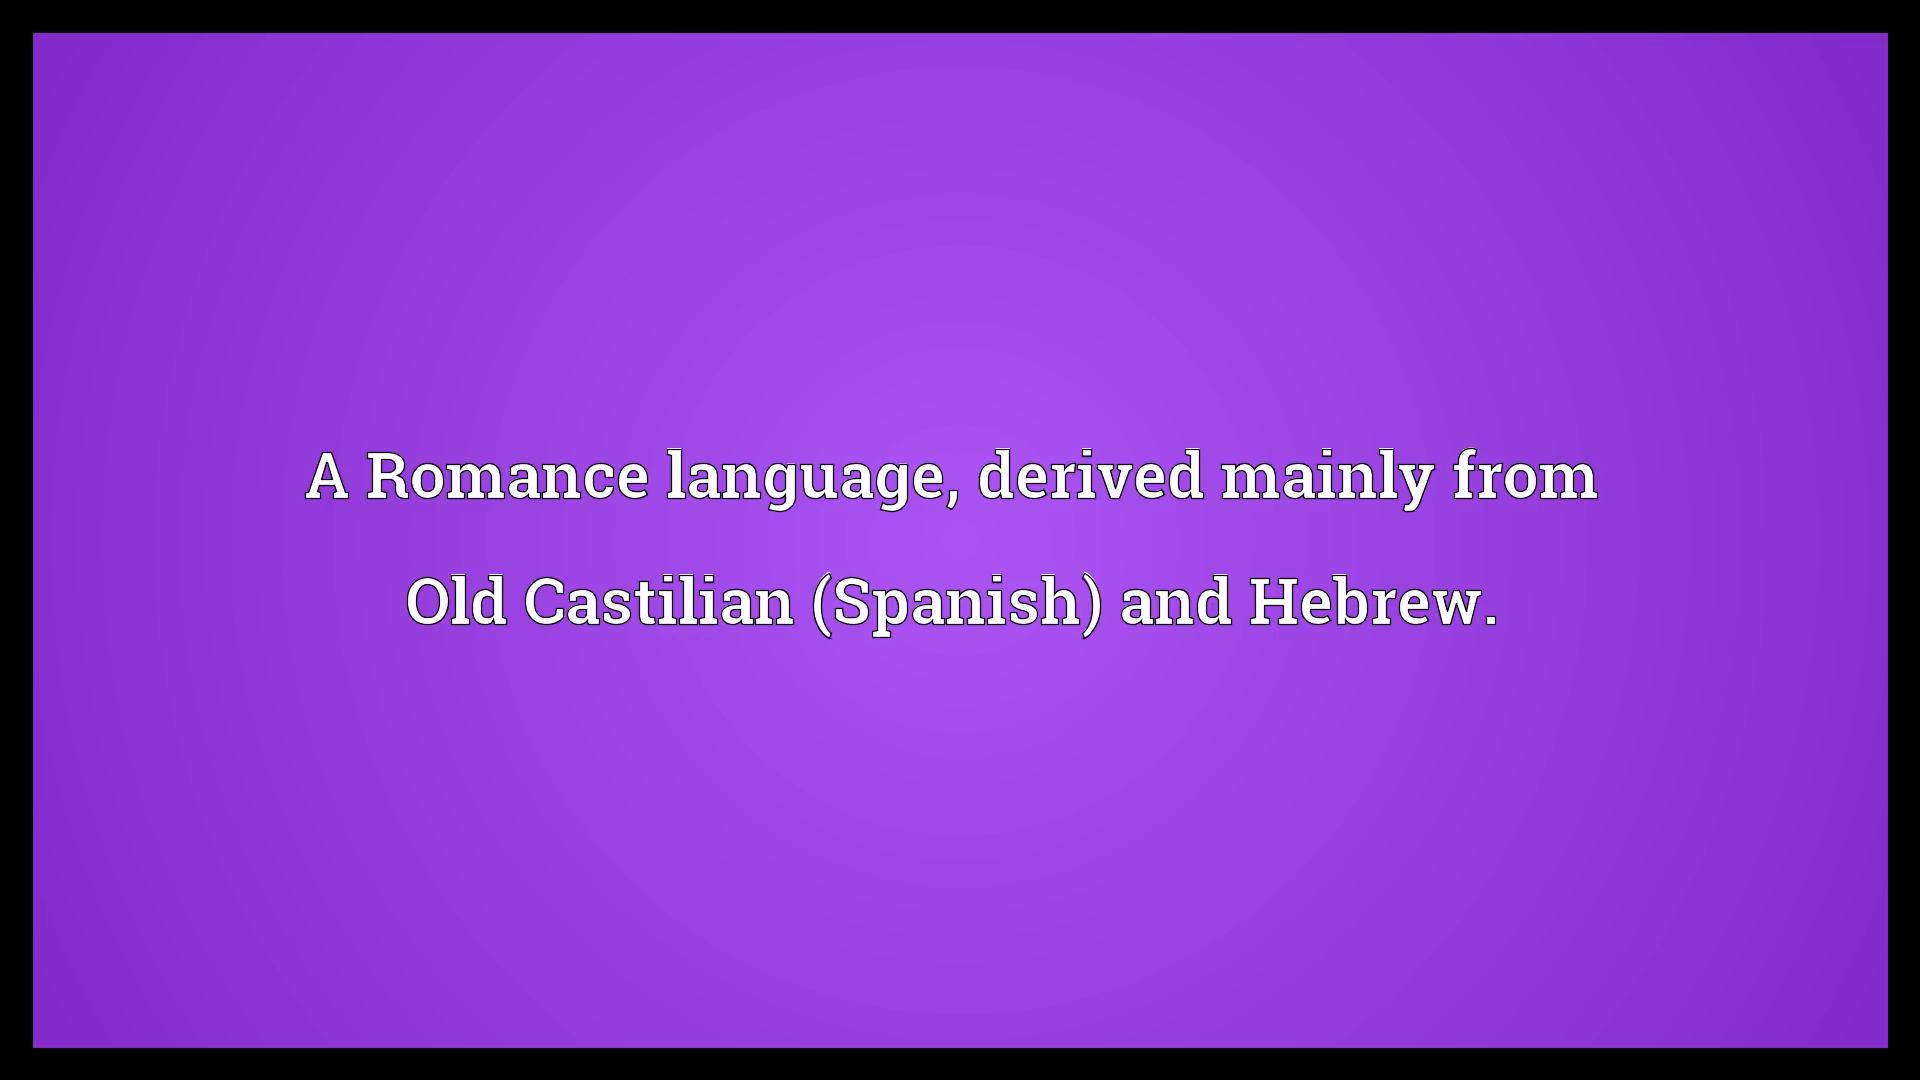 A Romance language, derived mainly from
Old Castilian (Spanish) and Hebrew.